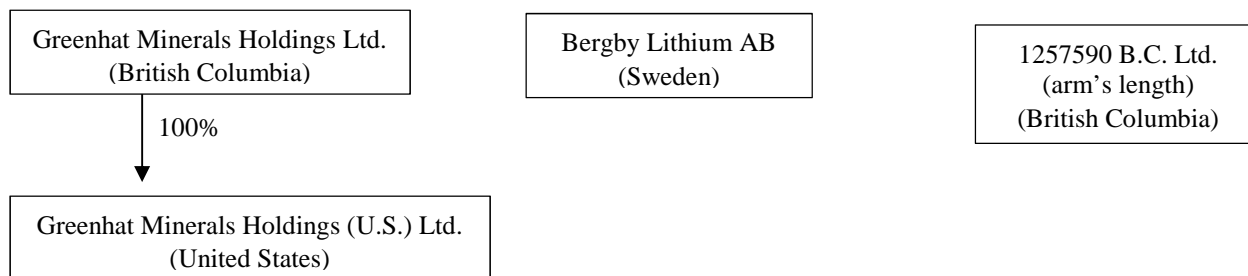 Greenhat Minerals Holdings Ltd.
(British Columbia)
100%
Greenhat Minerals Holdings (U.S.) Ltd.
(United States)
Bergby Lithium AB
(Sweden)
1257590 B.C. Ltd.
(arm's length)
(British Columbia)